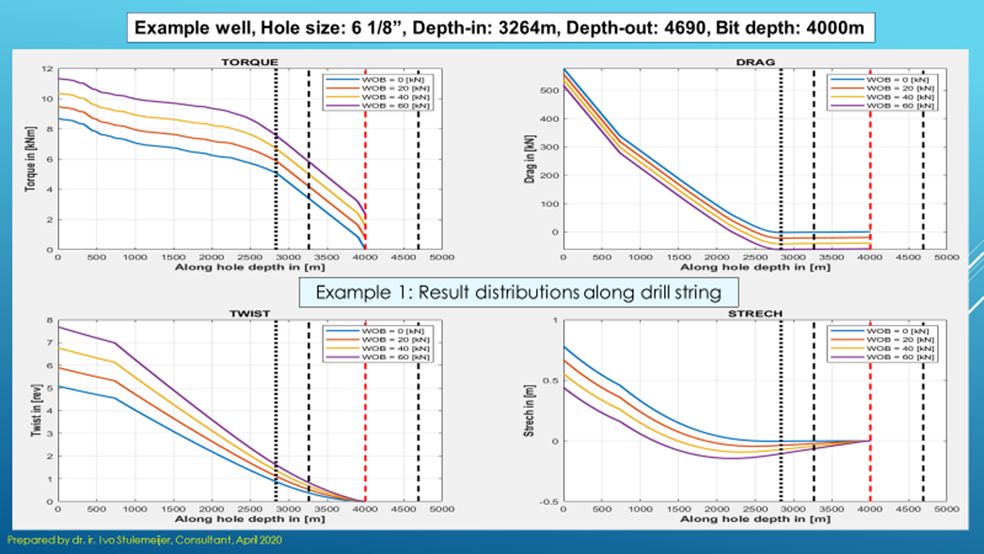 Example well, Hole size: 6 1/8”, Depth-in: 3264m, Depth-out: 4690, Bit depth: 4000m
TORQUE
12
10
8
6
4
2
0
Torque in [kNm]
WOB = 0 [kN]
WOB = 20 [kN]
WOB = 40 [kN]
WOB = 60 [kN]
0 500 1000 1500 2000 2500 3000 3500 4000 4500 5000
Along hole depth in [m]
DRAG
500
400
300
200
100
0
Drag in [kN]
WOB = 0 [kN]
WOB = 20 [kN]
WOB = 40 [kN]
WOB = 60 [kN]
0 500 1000 1500 2000 2500 3000 3500 4000 4500 5000
Along hole depth in [m]
Example 1: Result distributions along drill string
TWIST
8
7
6
5
4
3
2
1
0
Twist in [rev]
WOB = 0 [kN]
WOB = 20 [kN]
WOB = 40 [kN]
WOB = 60 [kN]
0 500 1000 1500 2000 2500 3000 3500 4000 4500 5000
Along hole depth in [m]
STRECH
1
0.5
0
-0.5
Strech in [m]
WOB = 0 [kN]
WOB = 20 [kN]
WOB = 40 [kN]
WOB = 60 [kN]
0 500 1000 1500 2000 2500 3000 3500 4000 4500 5000
Along hole depth in [m]
Prepared by dr. ir. Ivo Stulemeijer, Consultant, April 2020